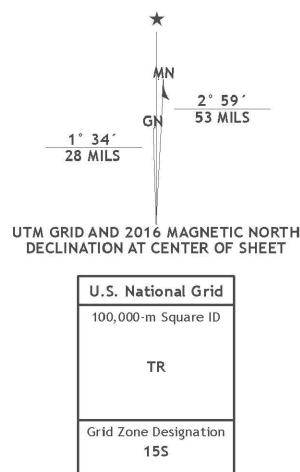 MN
GN
2° 59´
53 MILS
1° 34´
28 MILS
UTM GRID AND 2016 MAGNETIC NORTH
DECLINATION AT CENTER OF SHEET
U.S. National Grid
100,000-m Square ID
TR
Grid Zone Designation
15S